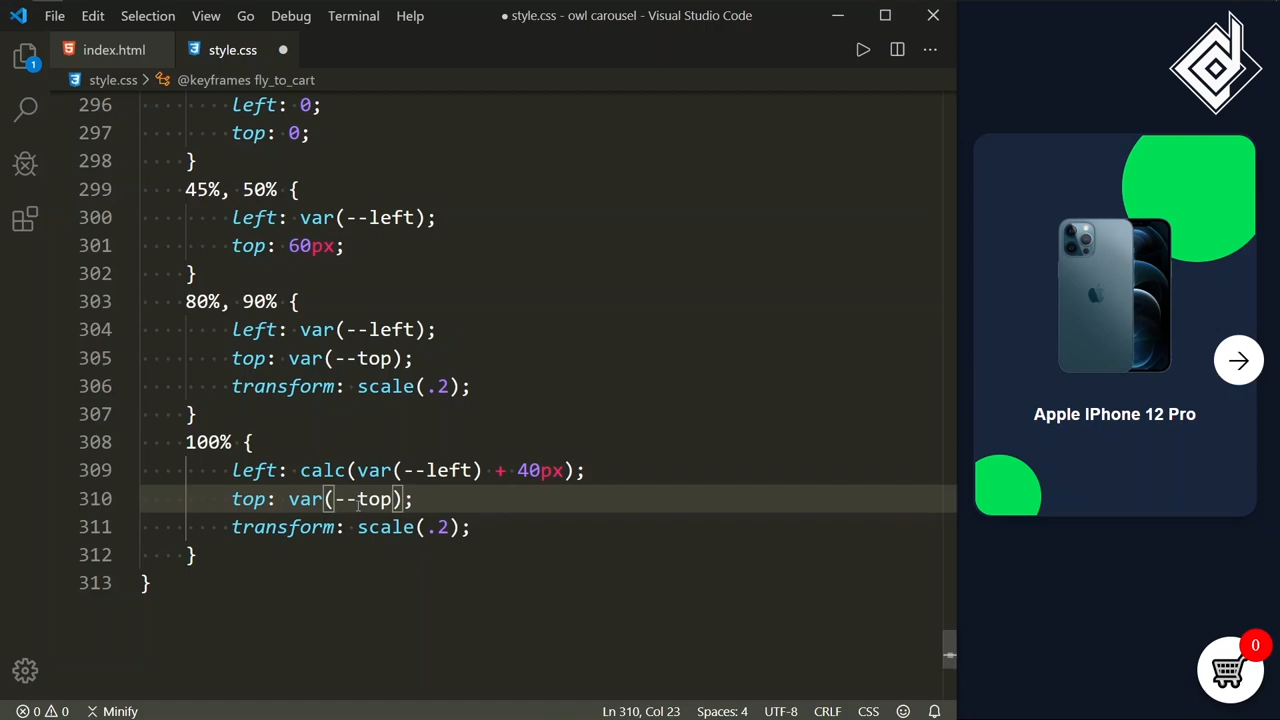 File Edit Selection View Go Debug Terminal Help
● style.css - owl carousel - Visual Studio Code
index.html
style.css
style.css > @keyframes fly_to_cart
1
296 left: 0;
297 top: 0;
298 }
299 45%, 50% {
300 left: var(--left);
301 top: 60px;
302 }
303 80%, 90% {
304 left: var(--left);
305 top: var(--top);
306 transform: scale(.2);
307 }
308 100% {
309 left: calc(var(--left) + 40px);
310 top: var(--top);
311 transform: scale(.2);
312 }
313 }
Apple IPhone 12 Pro
0
0 0 Minify
Ln 310, Col 23 Spaces: 4 UTF-8 CRLF CSS